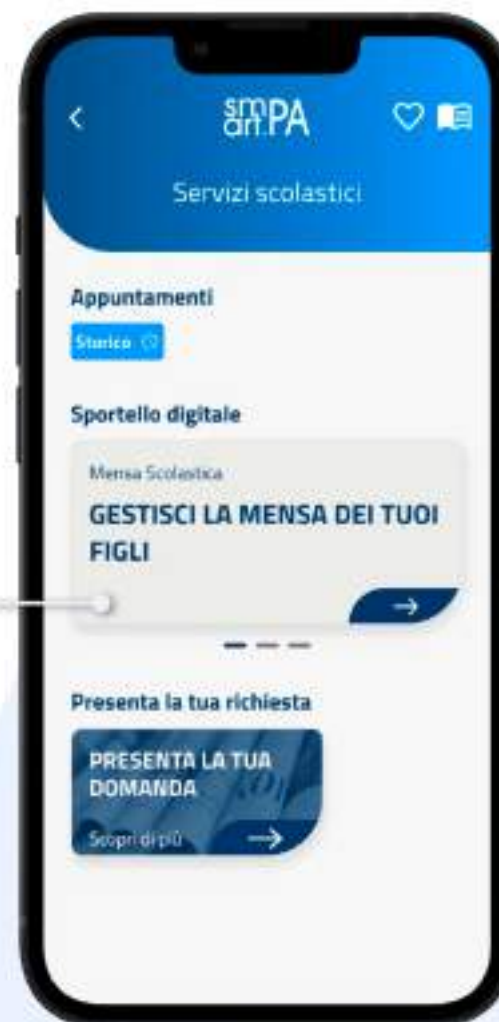 smart.PA
Servizi scolastici
Appuntamenti
Storico
Sportello digitale
Mensa Scolastica
GESTISCI LA MENSA DEI TUOI
FIGLI
Presenta la tua richiesta
PRESENTA LA TUA
DOMANDA
Scopri di più